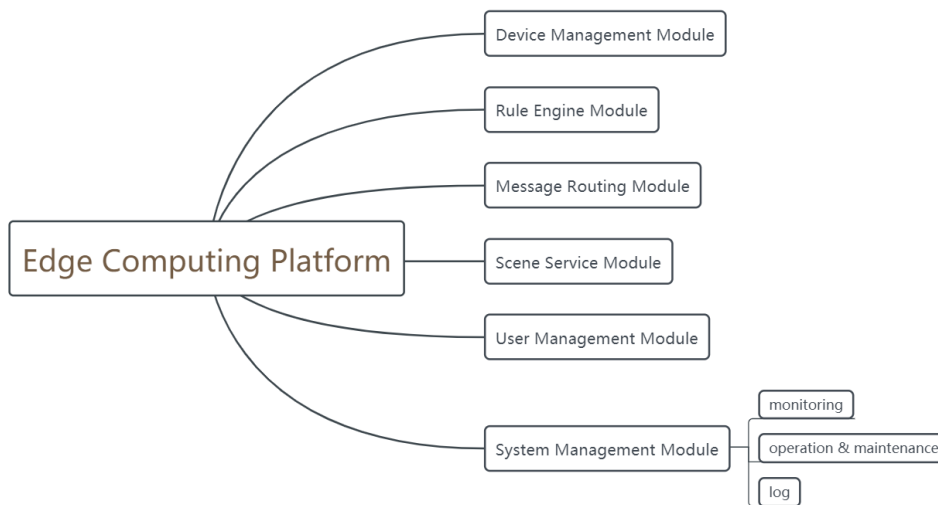 Device Management Module
Rule Engine Module
Message Routing Module
Edge Computing Platform
Scene Service Module
User Management Module
System Management Module
monitoring
operation & maintenance
log